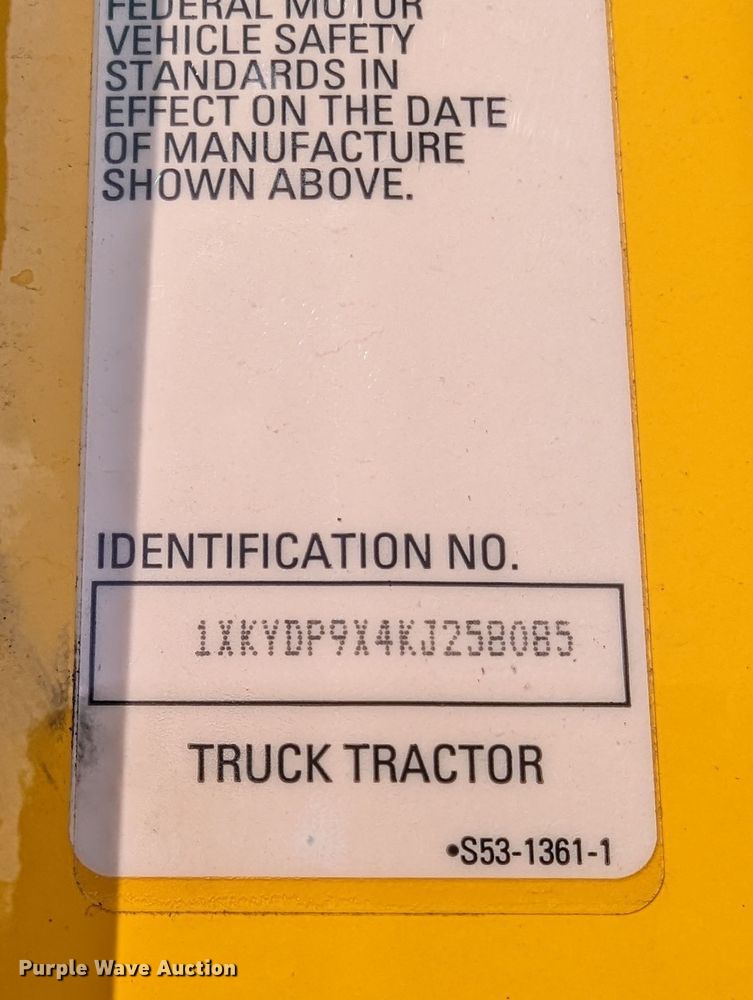 FEDERAL MOTOR
VEHICLE SAFETY
STANDARDS IN
EFFECT ON THE DATE
OF MANUFACTURE
SHOWN ABOVE.
IDENTIFICATION NO.
1XKYDP9X4KJ258085
TRUCK TRACTOR
•S53-1361-1
Purple Wave Auction